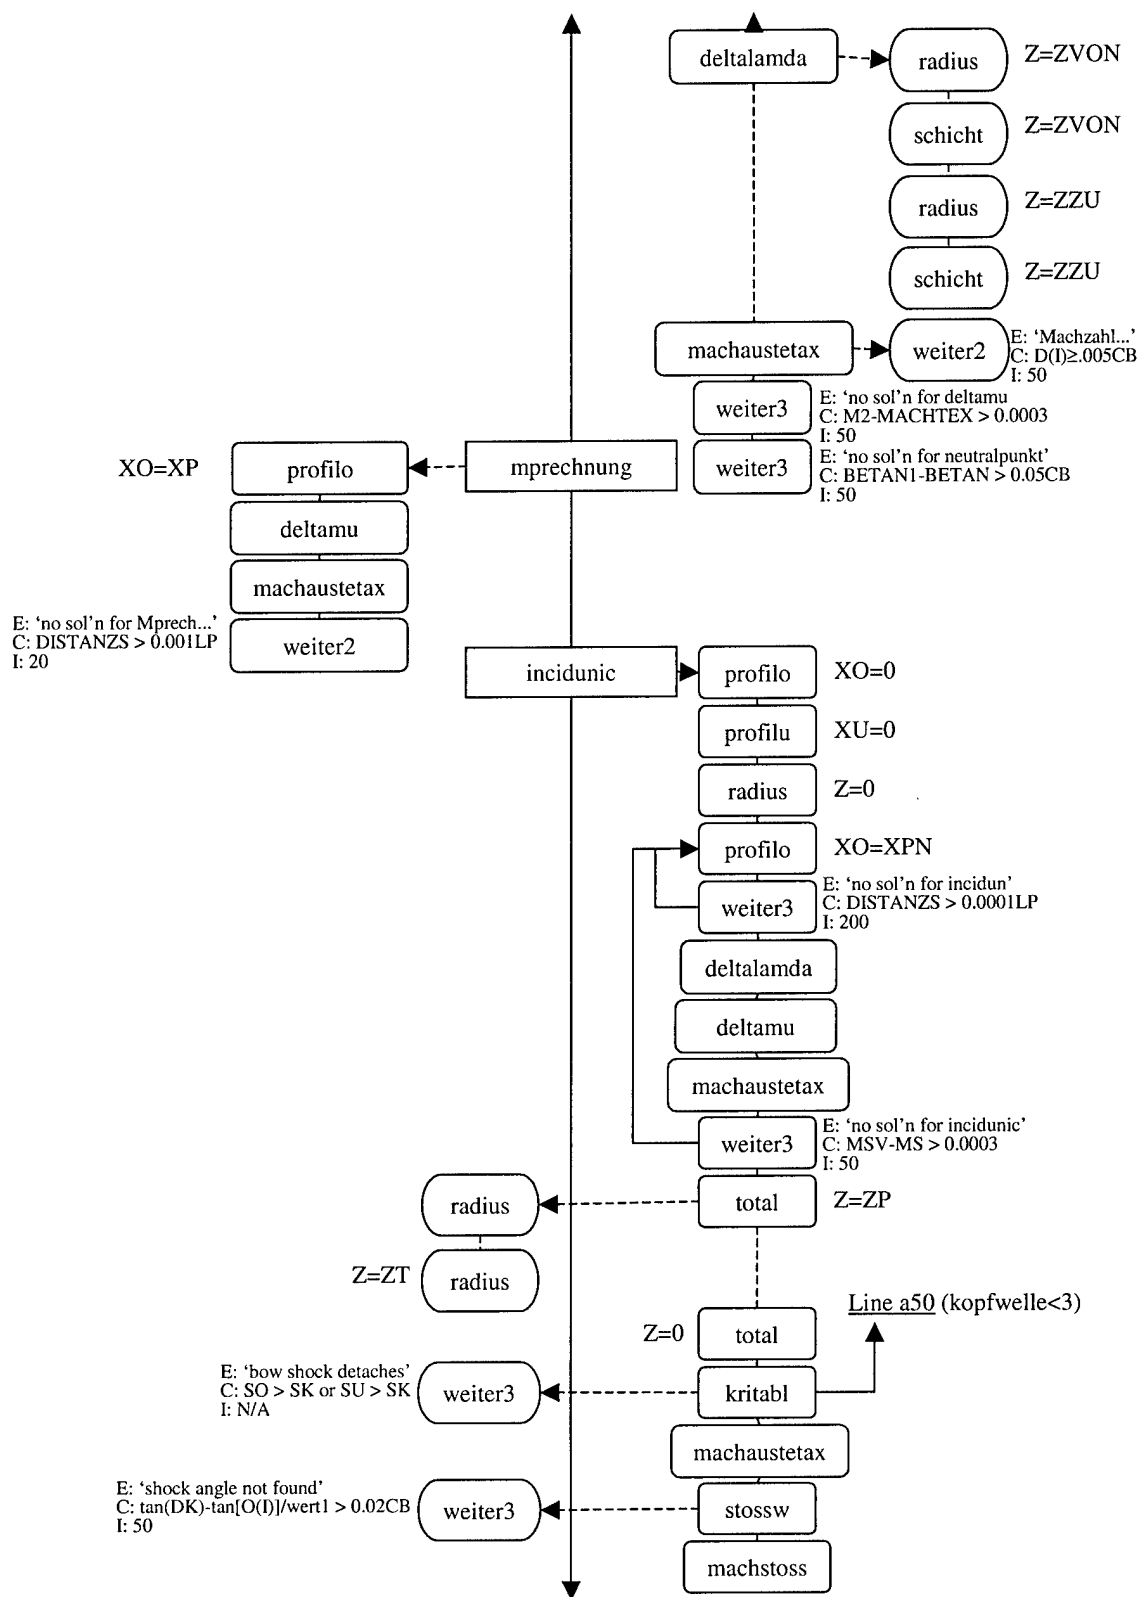 deltalamda
radius
Z=ZVON
schicht
Z=ZVON
radius
Z=ZZU
schicht
Z=ZZU
machaustetax
weiter2
E: ‘Machzahl...’
C: D(I)≥.005CB
I: 50
weiter3
E: ‘no sol’n for deltamu
C: M2-MACHTEX > 0.0003
I: 50
weiter3
E: ‘no sol’n for neutralpunkt’
C: BETAN1-BETAN > 0.05CB
I: 50
XO=XP
profilo
mprechnung
deltamu
machaustetax
E: ‘no sol’n for Mprech...’
C: DISTANZS > 0.001LP
I: 20
weiter2
incidunic
profilo
XO=0
profilu
XU=0
radius
Z=0
profilo
XO=XPN
weiter3
E: ‘no sol’n for incidun’
C: DISTANZS > 0.0001LP
I: 200
deltalamda
deltamu
machaustetax
weiter3
E: ‘no sol’n for incidunic’
C: MSV-MS > 0.0003
I: 50
radius
total
Z=ZP
Z=ZT
radius
Line a50 (kopfwelle<3)
Z=0
total
E: ‘bow shock detaches’
C: SO > SK or SU > SK
I: N/A
weiter3
kritabl
machaustetax
E: ‘shock angle not found’
C: tan(DK)-tan[O(I)]/wert1 > 0.02CB
I: 50
weiter3
stossw
machstoss